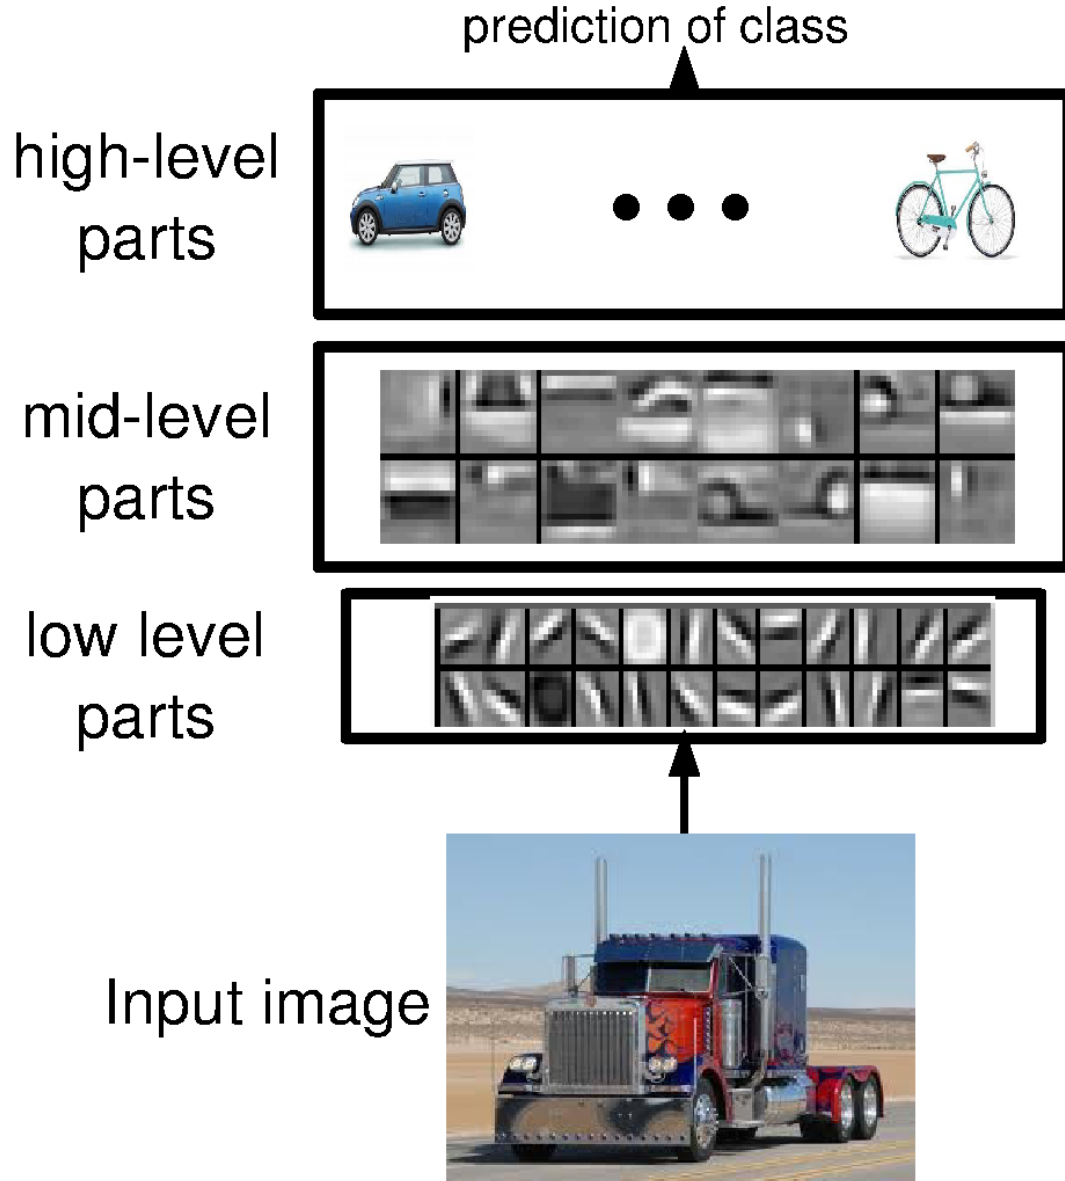 prediction of class
high-level
parts
mid-level
parts
low level
parts
Input image